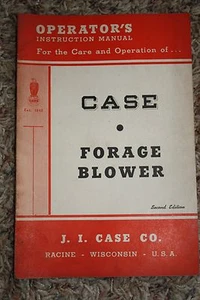 OPERATOR'S
INSTRUCTION MANUAL
For the Care and Operation of...
CASE
FORAGE
BLOWER
Second Edition
J. I. CASE CO.
RACINE - WISCONSIN - U.S.A.